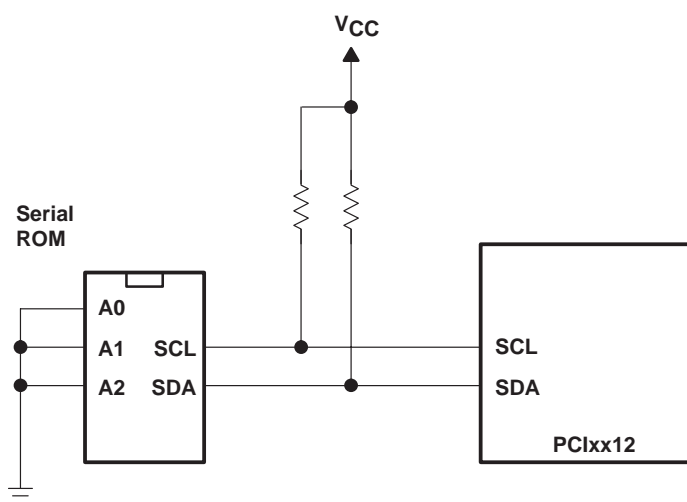 VCC
Serial
ROM
A0
A1
SCL
SCL
A2
SDA
SDA
PCIxx12